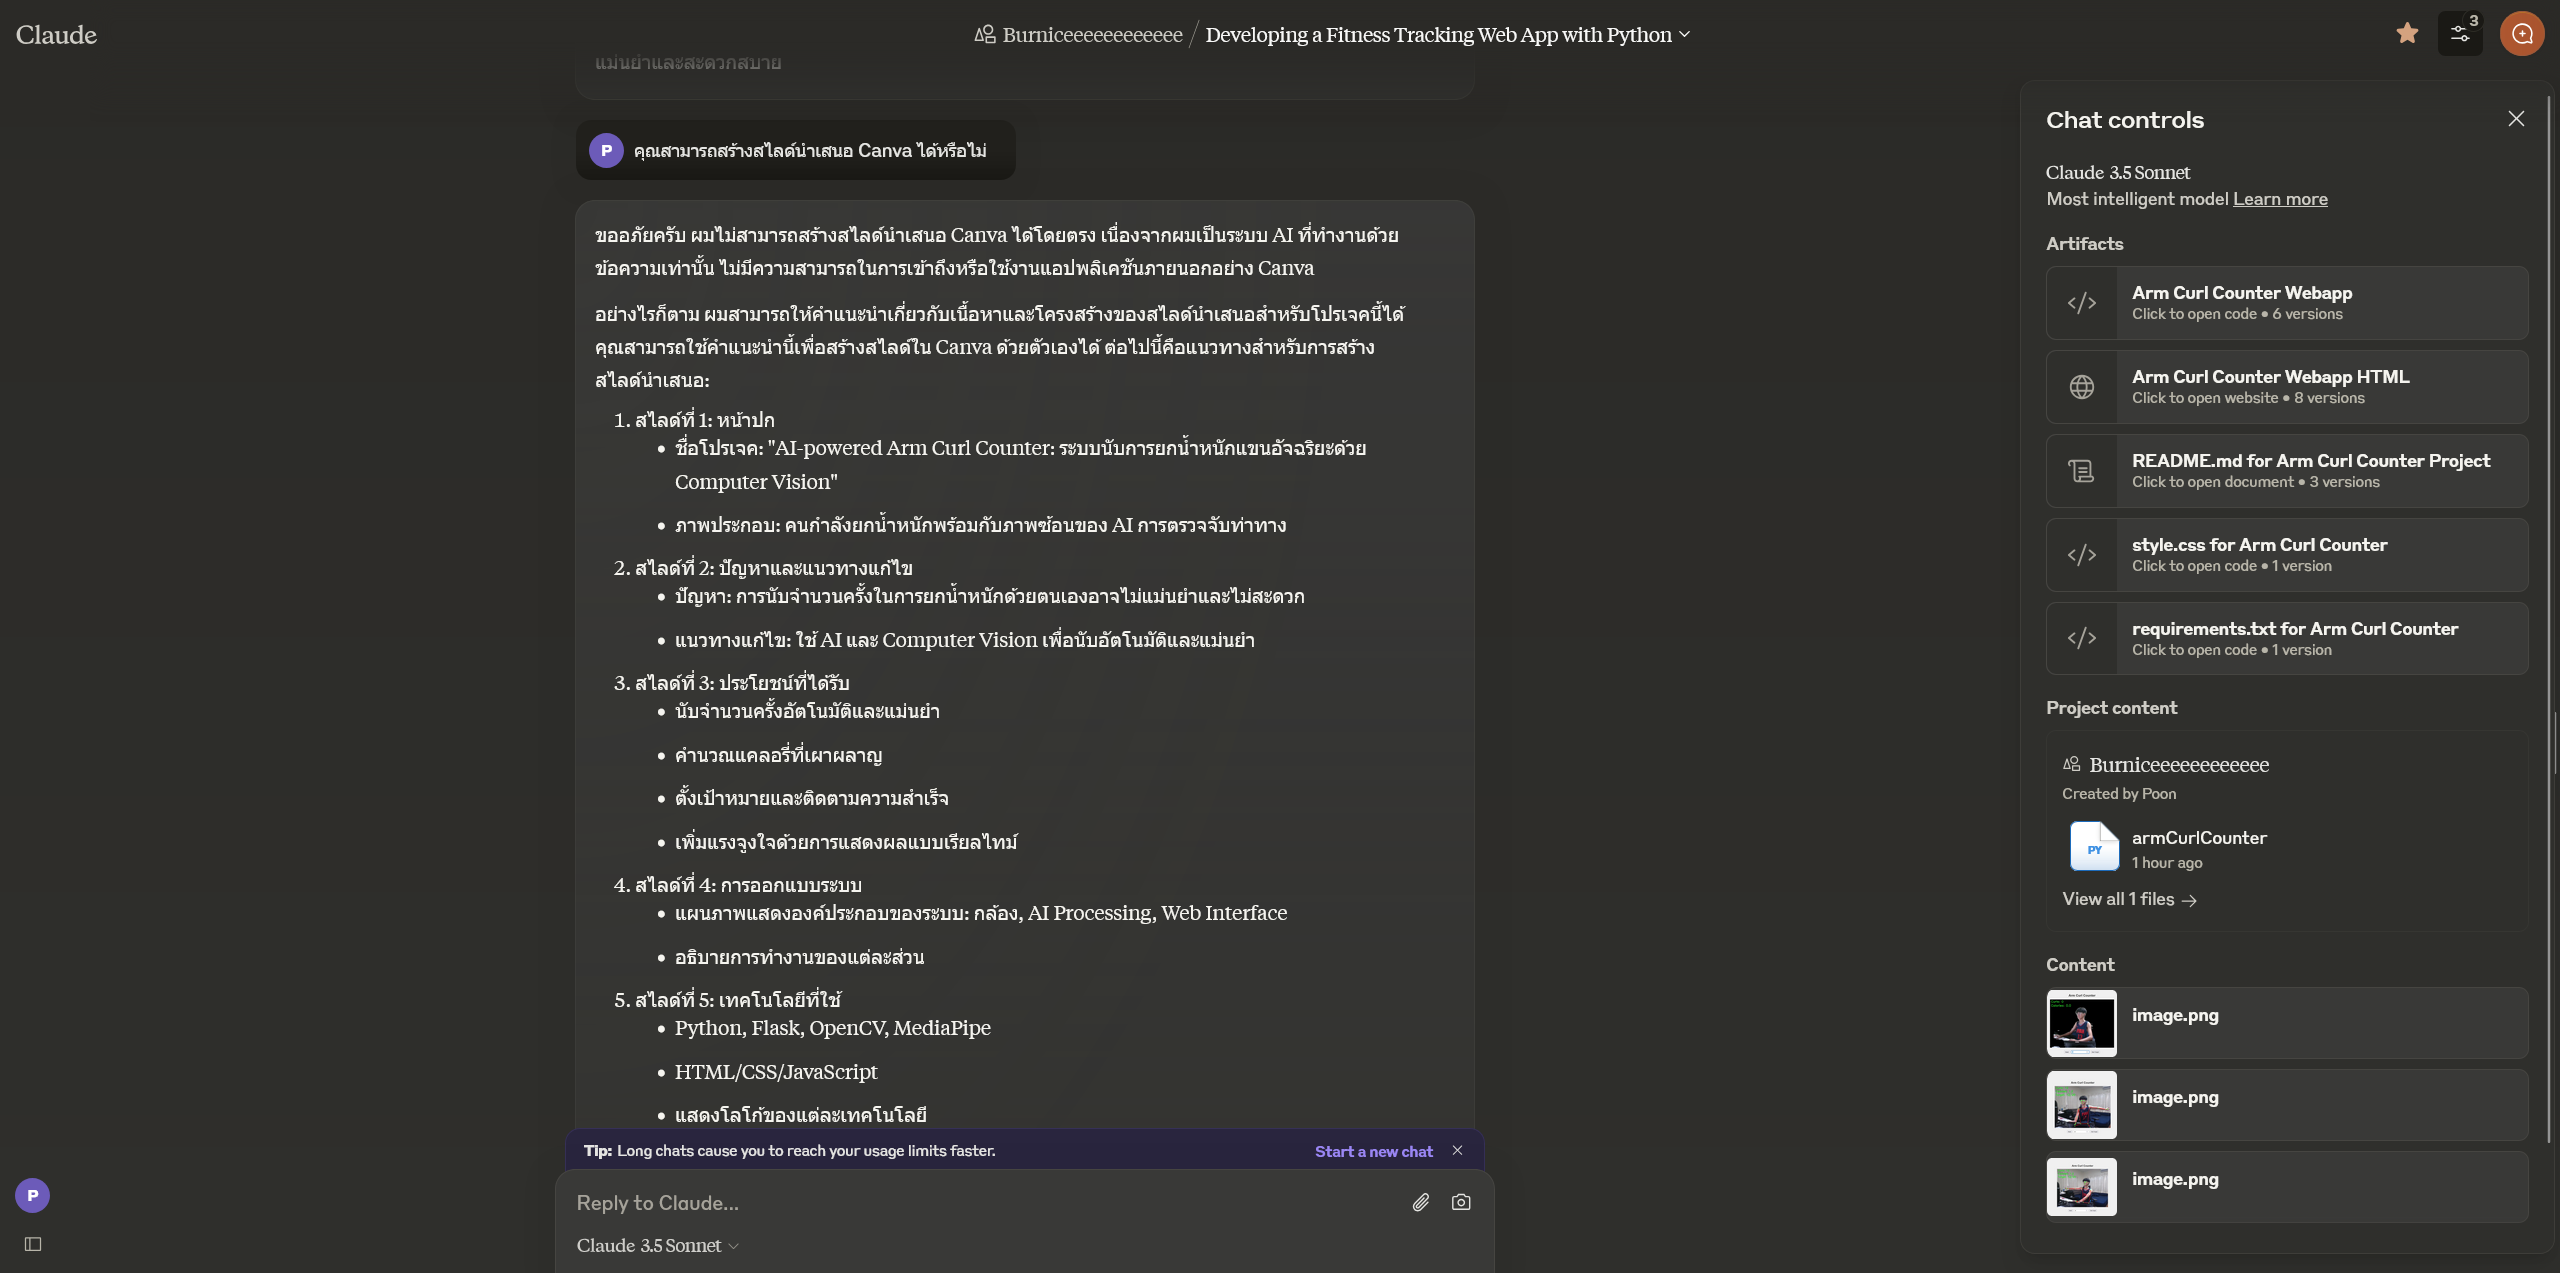 Claude
Burniceeeeeeeeeeeee / Developing a Fitness Tracking Web App with Python
3
แม่นยำและสะดวกสบาย
P
คุณสามารถสร้างสไลด์นำเสนอ Canva ได้หรือไม่
ขออภัยครับ ผมไม่สามารถสร้างสไลด์นำเสนอ Canva ได้โดยตรง เนื่องจากผมเป็นระบบ AI ที่ทำงานด้วย
ข้อความเท่านั้น ไม่มีความสามารถในการเข้าถึงหรือใช้งานแอปพลิเคชันภายนอกอย่าง Canva
อย่างไรก็ตาม ผมสามารถให้คำแนะนำเกี่ยวกับเนื้อหาและโครงสร้างของสไลด์นำเสนอสำหรับโปรเจคนี้ได้
คุณสามารถใช้คำแนะนำนี้เพื่อสร้างสไลด์ใน Canva ด้วยตัวเองได้ ต่อไปนี้คือแนวทางสำหรับการสร้าง
สไลด์นำเสนอ:
1. สไลด์ที่ 1: หน้าปก
• ชื่อโปรเจค: "AI-powered Arm Curl Counter: ระบบนับการยกน้ำหนักแขนอัจฉริยะด้วย
Computer Vision"
• ภาพประกอบ: คนกำลังยกน้ำหนักพร้อมกับภาพซ้อนของ AI การตรวจจับท่าทาง
2. สไลด์ที่ 2: ปัญหาและแนวทางแก้ไข
• ปัญหา: การนับจำนวนครั้งในการยกน้ำหนักด้วยตนเองอาจไม่แม่นยำและไม่สะดวก
• แนวทางแก้ไข: ใช้ AI และ Computer Vision เพื่อนับอัตโนมัติและแม่นยำ
3. สไลด์ที่ 3: ประโยชน์ที่ได้รับ
• นับจำนวนครั้งอัตโนมัติและแม่นยำ
• คำนวณแคลอรี่ที่เผาผลาญ
• ตั้งเป้าหมายและติดตามความสำเร็จ
• เพิ่มแรงจูงใจด้วยการแสดงผลแบบเรียลไทม์
4. สไลด์ที่ 4: การออกแบบระบบ
• แผนภาพแสดงองค์ประกอบของระบบ: กล้อง, AI Processing, Web Interface
• อธิบายการทำงานของแต่ละส่วน
5. สไลด์ที่ 5: เทคโนโลยีที่ใช้
• Python, Flask, OpenCV, MediaPipe
• HTML/CSS/JavaScript
• แสดงโลโก้ของแต่ละเทคโนโลยี
Tip: Long chats cause you to reach your usage limits faster.
Start a new chat
Reply to Claude...
Claude 3.5 Sonnet
P
Chat controls
Claude 3.5 Sonnet
Most intelligent model Learn more
Artifacts
Arm Curl Counter Webapp
Click to open code • 6 versions
Arm Curl Counter Webapp HTML
Click to open website • 8 versions
README.md for Arm Curl Counter Project
Click to open document • 3 versions
style.css for Arm Curl Counter
Click to open code • 1 version
requirements.txt for Arm Curl Counter
Click to open code • 1 version
Project content
Burniceeeeeeeeeeeee
Created by Poon
PY
armCurlCounter
1 hour ago
View all 1 files →
Content
Arm Curl Counter
image.png
image.png
image.png